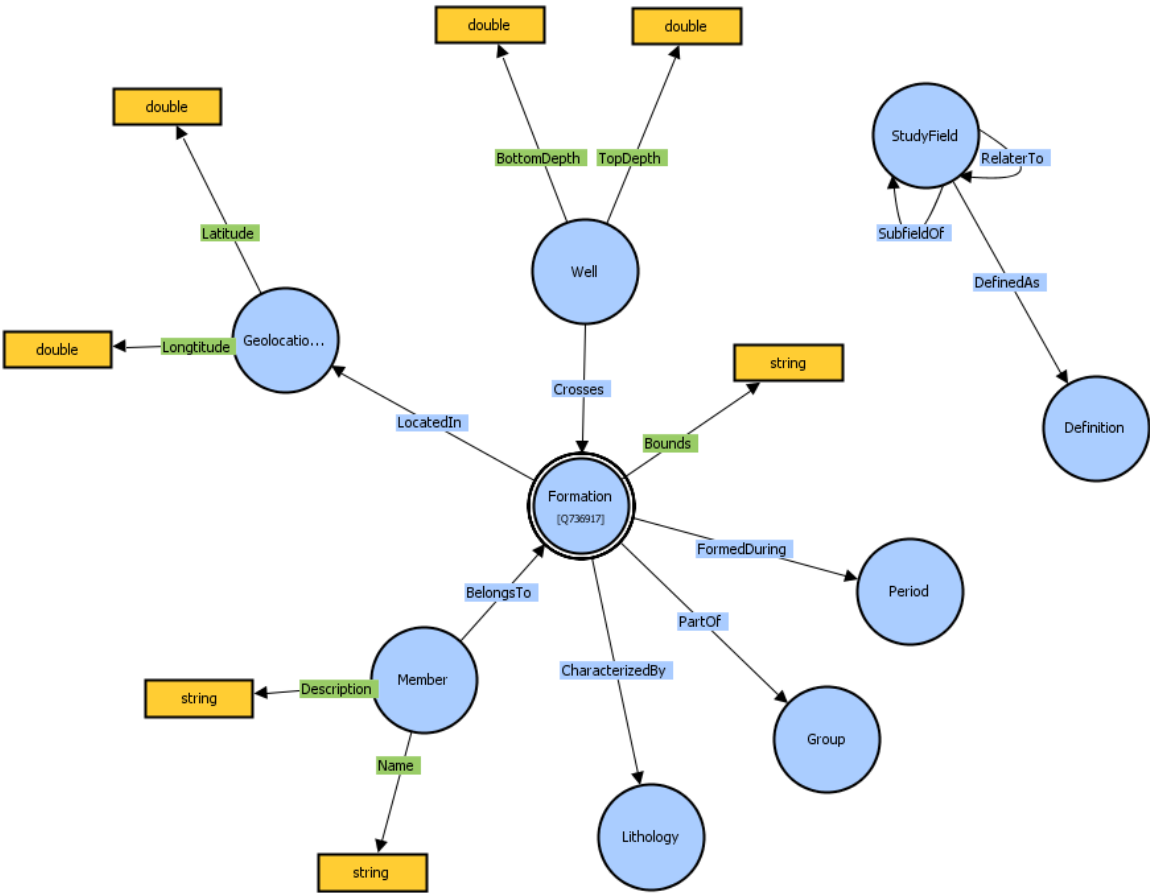 double
double
double
StudyField
RelaterTo
BottomDepth
TopDepth
Latitude
SubfieldOf
Well
DefinedAs
Geolocatio...
Longtitude
double
string
Crosses
LocatedIn
Definition
Bounds
Formation
[Q736917]
FormedDuring
BelongsTo
Period
PartOf
CharacterizedBy
Member
Description
string
Group
Name
Lithology
string